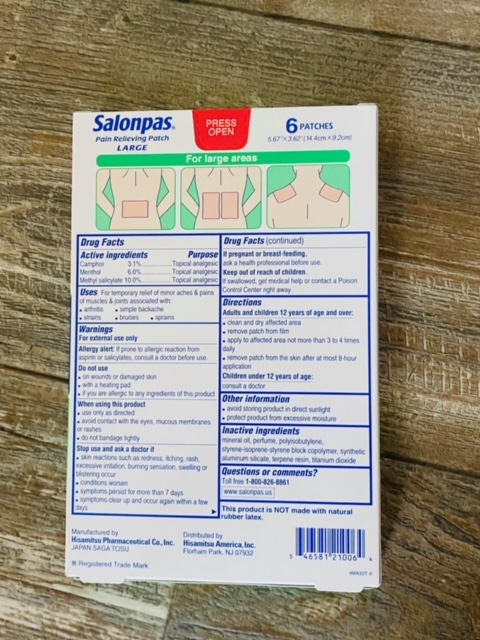 Salonpas®
Pain Relieving Patch
LARGE
PRESS
OPEN
6 PATCHES
5.67"×3.62" (14.4cm×9.2cm)
For large areas
Drug Facts
Active ingredients Purpose
Camphor 3.1%..........Topical analgesic
Menthol 6.0%..........Topical analgesic
Methyl salicylate 10.0%..........Topical analgesic
Uses For temporary relief of minor aches & pains
of muscles & joints associated with:
• arthritis • simple backache
• strains • bruises • sprains
Warnings
For external use only
Allergy alert: If prone to allergic reaction from
aspirin or salicylates, consult a doctor before use.
Do not use
• on wounds or damaged skin
• with a heating pad
• if you are allergic to any ingredients of this product
When using this product
• use only as directed
• avoid contact with the eyes, mucous membranes
or rashes
• do not bandage tightly
Stop use and ask a doctor if
• skin reactions such as redness, itching, rash,
excessive irritation, burning sensation, swelling or
blistering occur
• conditions worsen
• symptoms persist for more than 7 days
• symptoms clear up and occur again within a few
days
Drug Facts (continued)
If pregnant or breast-feeding,
ask a health professional before use.
Keep out of reach of children.
If swallowed, get medical help or contact a Poison
Control Center right away.
Directions
Adults and children 12 years of age and over:
• clean and dry affected area
• remove patch from film
• apply to affected area not more than 3 to 4 times
daily
• remove patch from the skin after at most 8-hour
application
Children under 12 years of age:
consult a doctor
Other information
• avoid storing product in direct sunlight
• protect product from excessive moisture
Inactive ingredients
mineral oil, perfume, polyisobutylene,
styrene-isoprene-styrene block copolymer, synthetic
aluminum silicate, terpene resin, titanium dioxide
Questions or comments?
Toll free 1-800-826-8861
www.salonpas.us
This product is NOT made with natural
rubber latex.
Manufactured by
Hisamitsu Pharmaceutical Co., Inc.
JAPAN SAGA TOSU
® Registered Trade Mark
Distributed by
Hisamitsu America, Inc.
Florham Park, NJ 07932
3 46581 21006 4